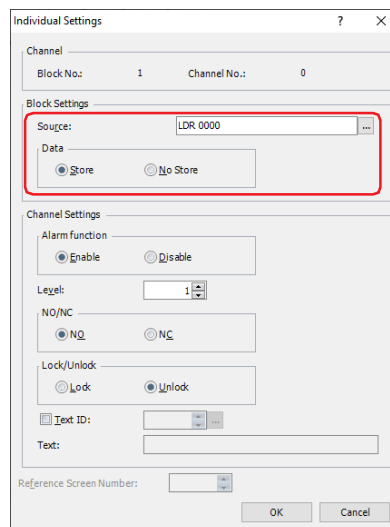 Individual Settings ? ×
Channel
Block No.: 1 Channel No.: 0
Block Settings
Source: LDR 0000 ...
Data
Store No Store
Channel Settings
Alarm function
Enable Disable
Level: 1
NO/NC
NO NC
Lock/Unlock
Lock Unlock
Text ID: ...
Text:
Reference Screen Number:
OK Cancel